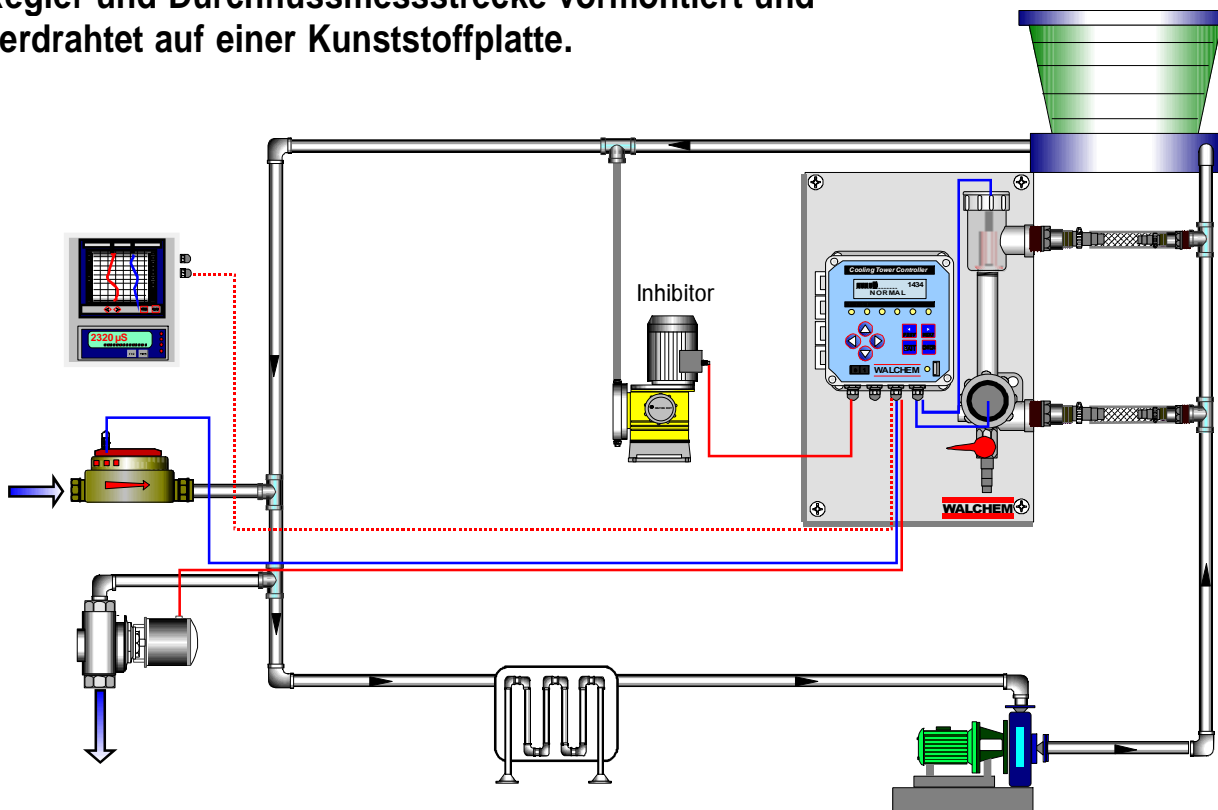 Regler und Durchflussmessstrecke vormontiert und
verdrahtet auf einer Kunststoffplatte.
Inhibitor
Cooling Tower Controller
1434
NORMAL
WALCHEM
2320 µS
WALCHEM